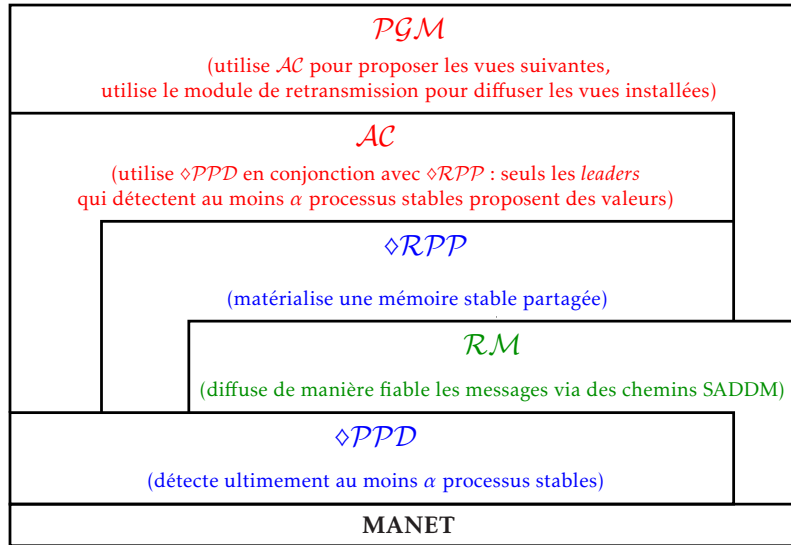 PGM
(utilise AC pour proposer les vues suivantes,
utilise le module de retransmission pour diffuser les vues installées)
AC
(utilise ◇PPD en conjonction avec ◇RPP : seuls les leaders
qui détectent au moins α processus stables proposent des valeurs)
◇RPP
(matérialise une mémoire stable partagée)
RM
(diffuse de manière fiable les messages via des chemins SADDM)
◇PPD
(détecte ultimement au moins α processus stables)
MANET